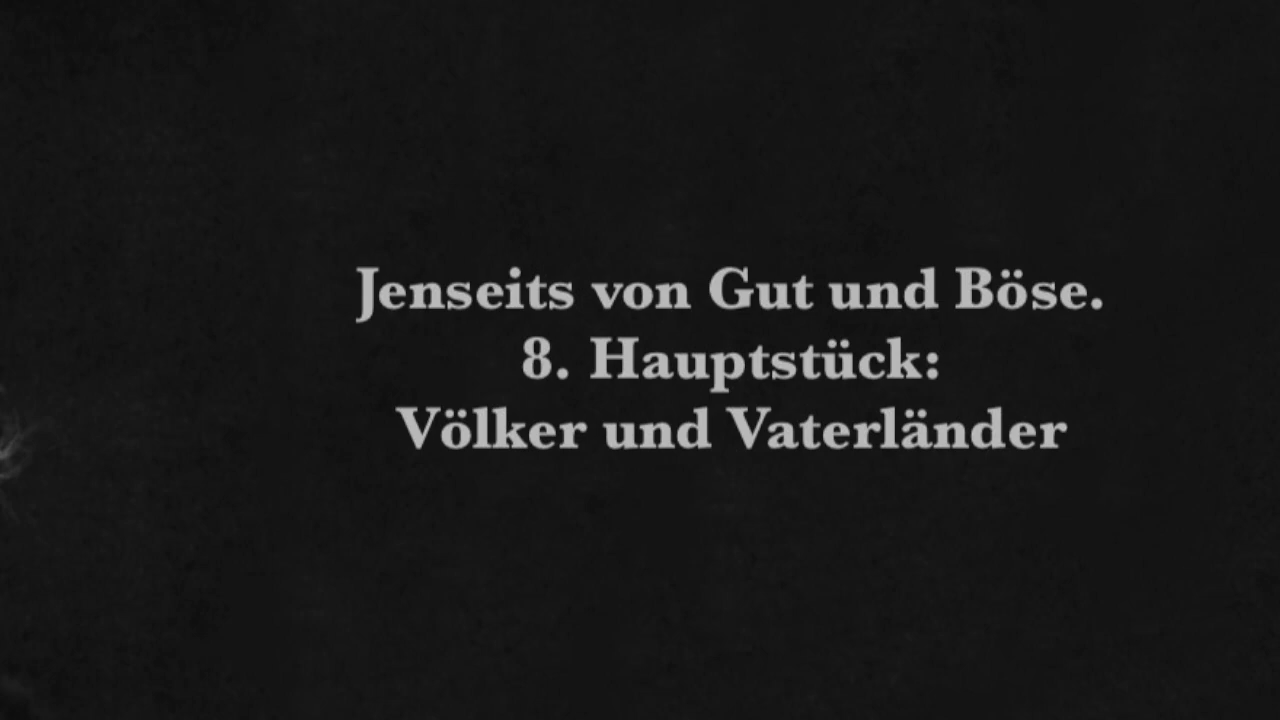 Jenseits von Gut und Böse.
8. Hauptstück:
Völker und Vaterländer